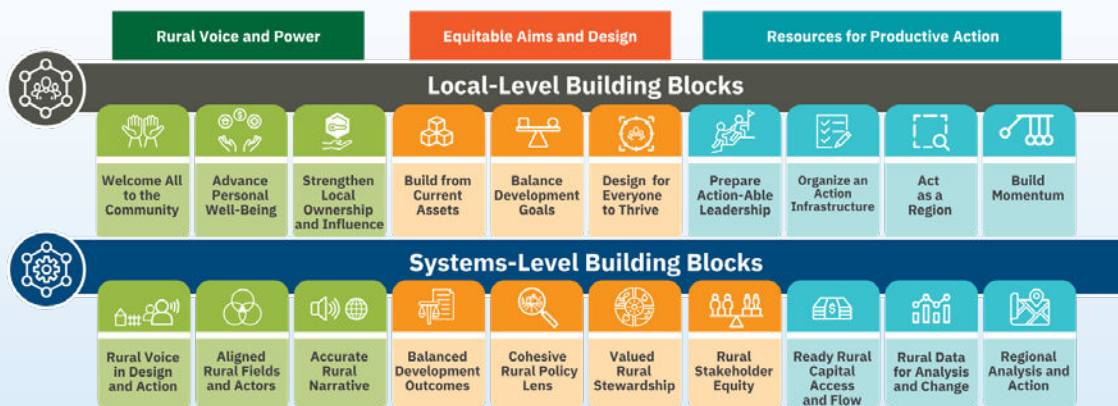 Rural Voice and Power
Equitable Aims and Design
Resources for Productive Action
Local-Level Building Blocks
Welcome All
to the
Community
Advance
Personal
Well-Being
Strengthen
Local
Ownership
and Influence
Build from
Current
Assets
Balance
Development
Goals
Design for
Everyone
to Thrive
Prepare
Action-Able
Leadership
Organize an
Action
Infrastructure
Act
as a
Region
Build
Momentum
Systems-Level Building Blocks
Rural Voice
in Design
and Action
Aligned
Rural Fields
and Actors
Accurate
Rural
Narrative
Balanced
Development
Outcomes
Cohesive
Rural Policy
Lens
Valued
Rural
Stewardship
Rural
Stakeholder
Equity
Ready Rural
Capital
Access
and Flow
Rural Data
for Analysis
and Change
Regional
Analysis and
Action